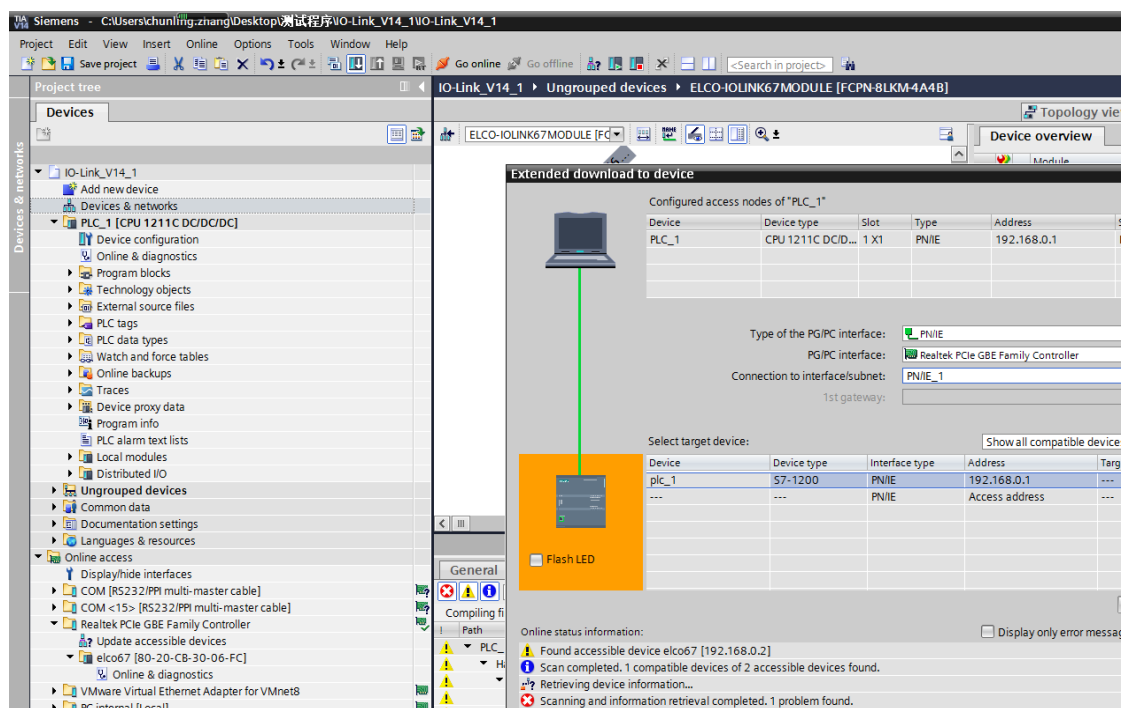 Siemens - C:\Users\chunling.zhang\Desktop\测试程序\IO-Link_V14_1\IO-Link_V14_1
Project Edit View Insert Online Options Tools Window Help
Save project Go online Go offline <Search in project>
Project tree
IO-Link_V14_1 Ungrouped devices ELCO-IOLINK67MODULE [FCPN-8LKM-4A4B]
Devices
Topology vie
ELCO-IOLINK67MODULE [FC
Device overview
Module
Devices & networks
IO-Link_V14_1
Add new device
Devices & networks
PLC_1 [CPU 1211C DC/DC/DC]
Device configuration
Online & diagnostics
Program blocks
Technology objects
External source files
PLC tags
PLC data types
Watch and force tables
Online backups
Traces
Device proxy data
Program info
PLC alarm text lists
Local modules
Distributed I/O
Ungrouped devices
Common data
Documentation settings
Languages & resources
Online access
Display/hide interfaces
COM [RS232/PPI multi-master cable]
COM <15> [RS232/PPI multi-master cable]
Realtek PCIe GBE Family Controller
Update accessible devices
elco67 [80-20-CB-30-06-FC]
Online & diagnostics
VMware Virtual Ethernet Adapter for VMnet8
PC internal [Local]
General
Compiling fi
! Path
PLC_
Ha
Extended download to device
Configured access nodes of "PLC_1"
Device Device type Slot Type Address S
PLC_1 CPU 1211C DC/D... 1 X1 PN/IE 192.168.0.1
Type of the PG/PC interface: PN/IE
PG/PC interface: Realtek PCIe GBE Family Controller
Connection to interface/subnet: PN/IE_1
1st gateway:
Select target device: Show all compatible device
Device Device type Interface type Address Targ
plc_1 S7-1200 PN/IE 192.168.0.1 ---
--- --- PN/IE Access address ---
Flash LED
Online status information: Display only error messag
Found accessible device elco67 [192.168.0.2]
Scan completed. 1 compatible devices of 2 accessible devices found.
Retrieving device information...
Scanning and information retrieval completed. 1 problem found.